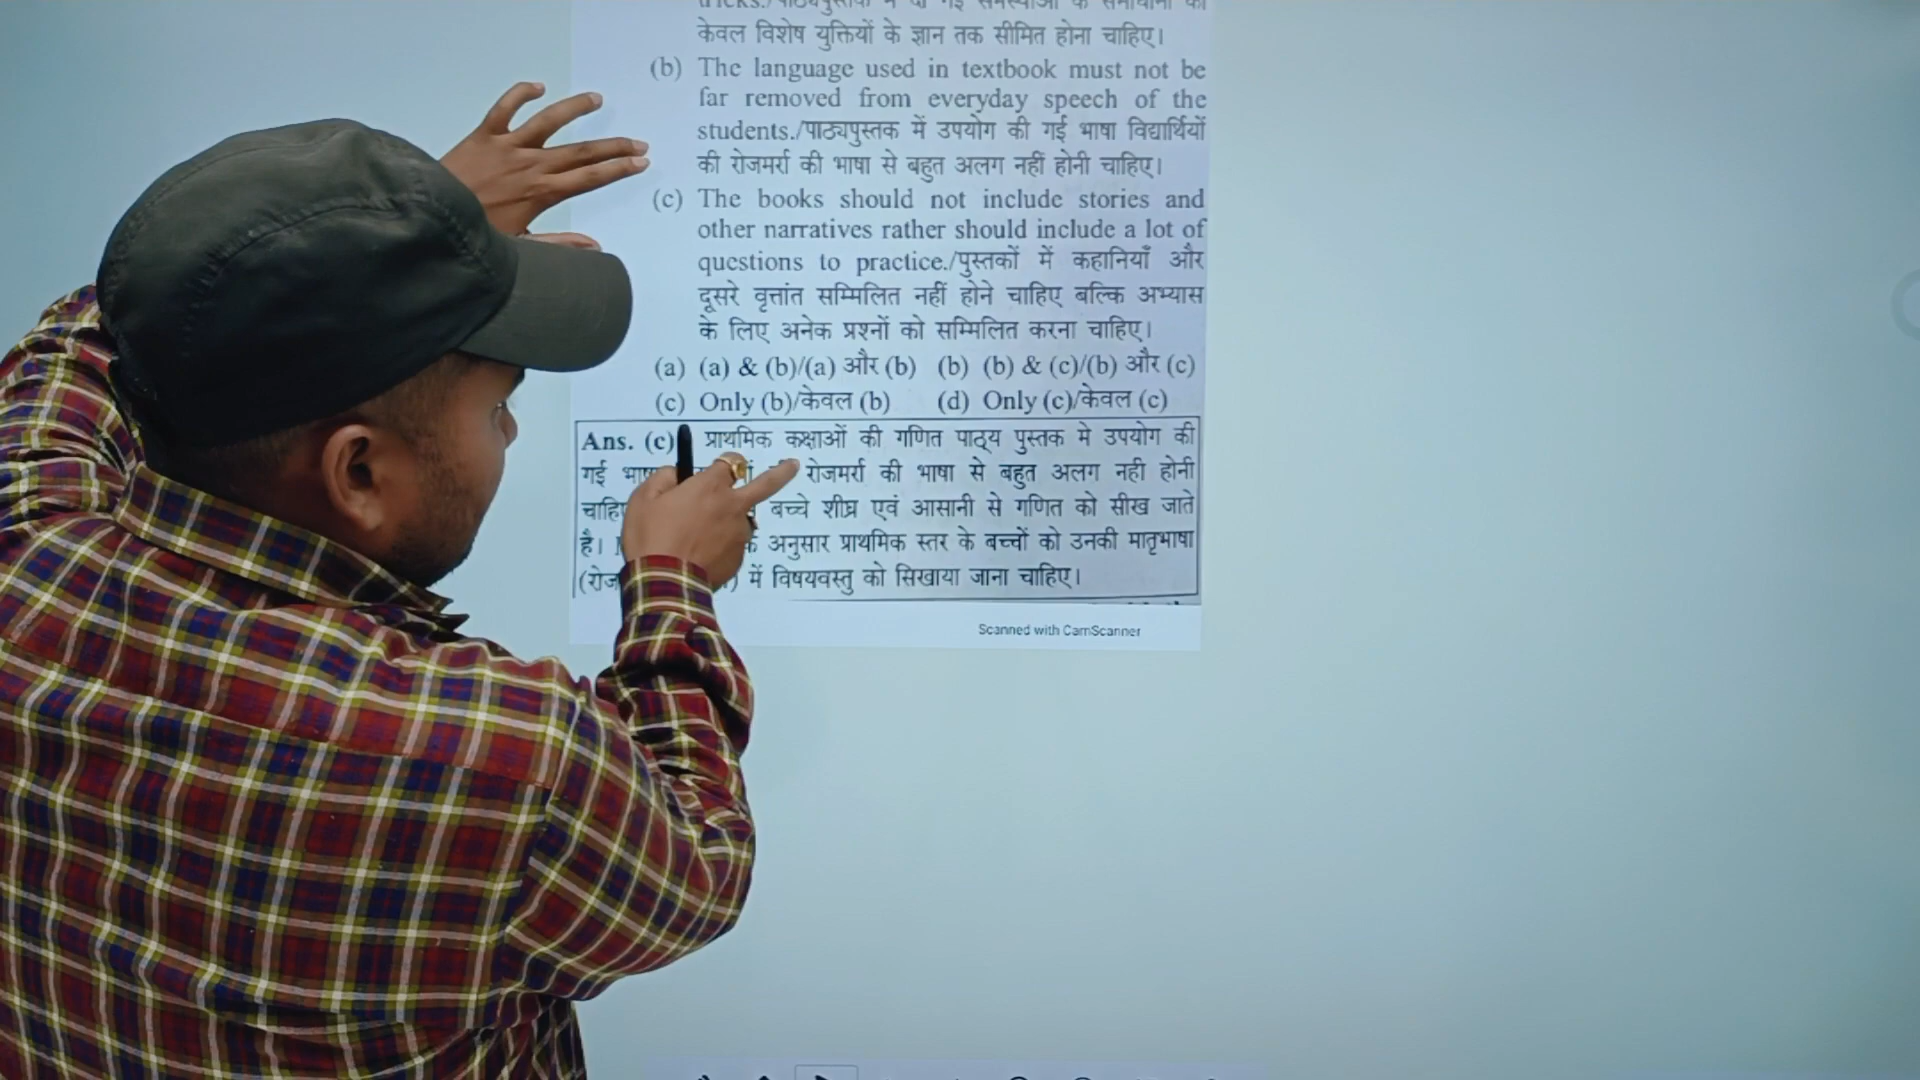 केवल विशेष युक्तियों के ज्ञान तक सीमित होना चाहिए।
(b) The language used in textbook must not be
far removed from everyday speech of the
students./पाठ्यपुस्तक में उपयोग की गई भाषा विद्यार्थियों
की रोजमर्रा की भाषा से बहुत अलग नहीं होनी चाहिए।
(c) The books should not include stories and
other narratives rather should include a lot of
questions to practice./पुस्तकों में कहानियाँ और
दूसरे वृत्तांत सम्मिलित नहीं होने चाहिए बल्कि अभ्यास
के लिए अनेक प्रश्नों को सम्मिलित करना चाहिए।
(a) (a) & (b)/(a) और (b) (b) (b) & (c)/(b) और (c)
(c) Only (b)/केवल (b) (d) Only (c)/केवल (c)
Ans. (c) प्राथमिक कक्षाओं की गणित पाठ्य पुस्तक मे उपयोग की
गई रोजमर्रा की भाषा से बहुत अलग नही होनी
बच्चे शीघ्र एवं आसानी से गणित को सीख जाते
है। अनुसार प्राथमिक स्तर के बच्चों को उनकी मातृभाषा
में विषयवस्तु को सिखाया जाना चाहिए।
Scanned with CamScanner